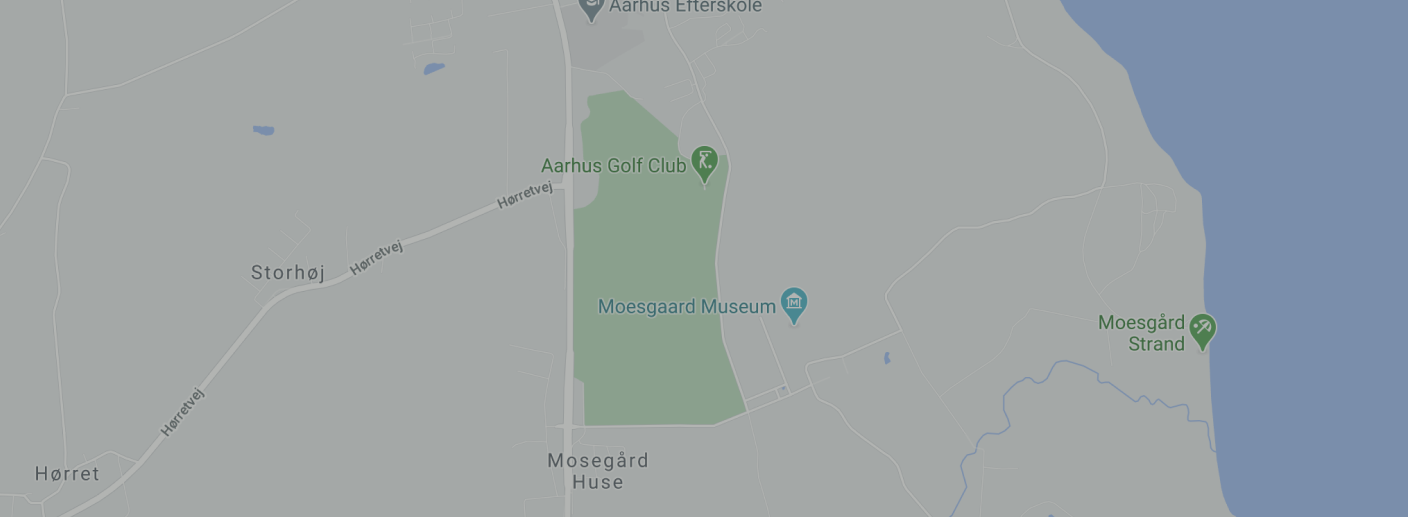 Aarhus Efterskole
Aarhus Golf Club
Hørretvej
Hørretvej
Storhøj
Moesgaard Museum
Moesgård
Strand
Hørretvej
Mosegård
Huse
Hørret